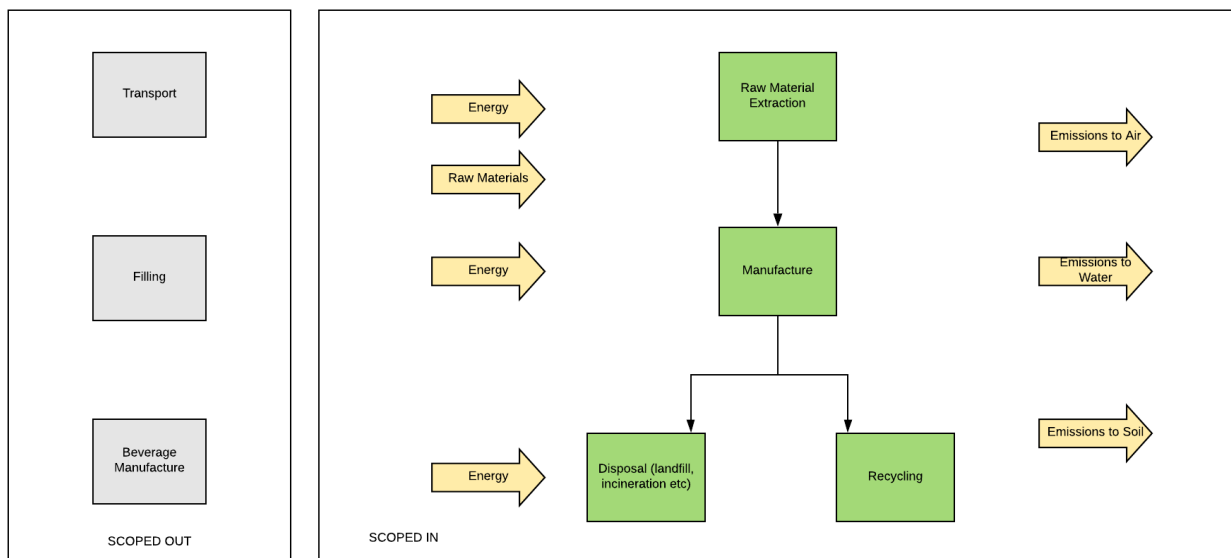 Transport
Filling
Beverage
Manufacture
SCOPED OUT
Energy
Raw Materials
Energy
Energy
SCOPED IN
Raw Material
Extraction
Manufacture
Disposal (landfill,
incineration etc)
Recycling
Emissions to Air
Emissions to
Water
Emissions to Soil